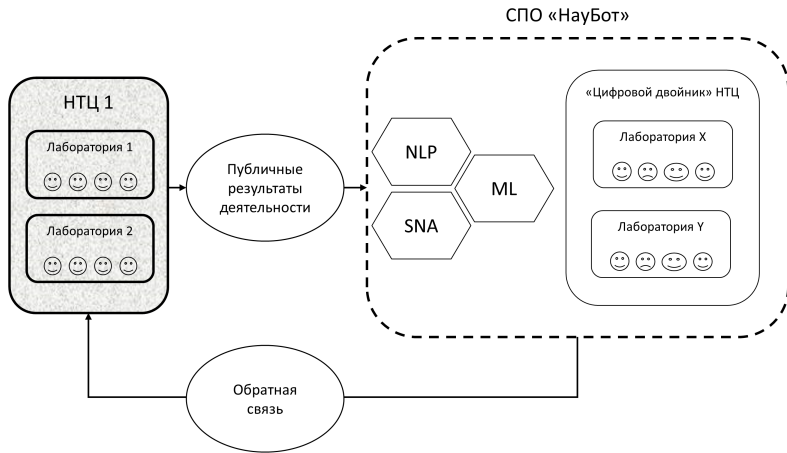 СПО «НауБот»
НТЦ 1
Лаборатория 1
Лаборатория 2
Публичные
результаты
деятельности
NLP
ML
SNA
«Цифровой двойник» НТЦ
Лаборатория X
Лаборатория Y
Обратная
связь